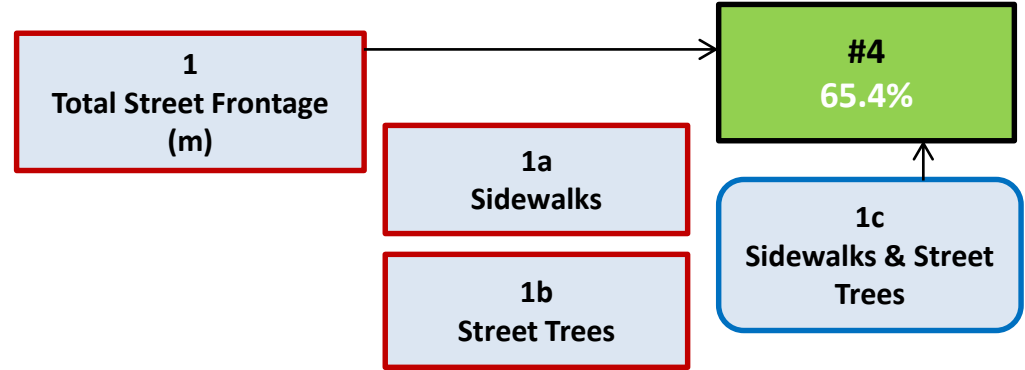 1
Total Street Frontage
(m)
#4
65.4%
1a
Sidewalks
1b
Street Trees
1c
Sidewalks & Street
Trees